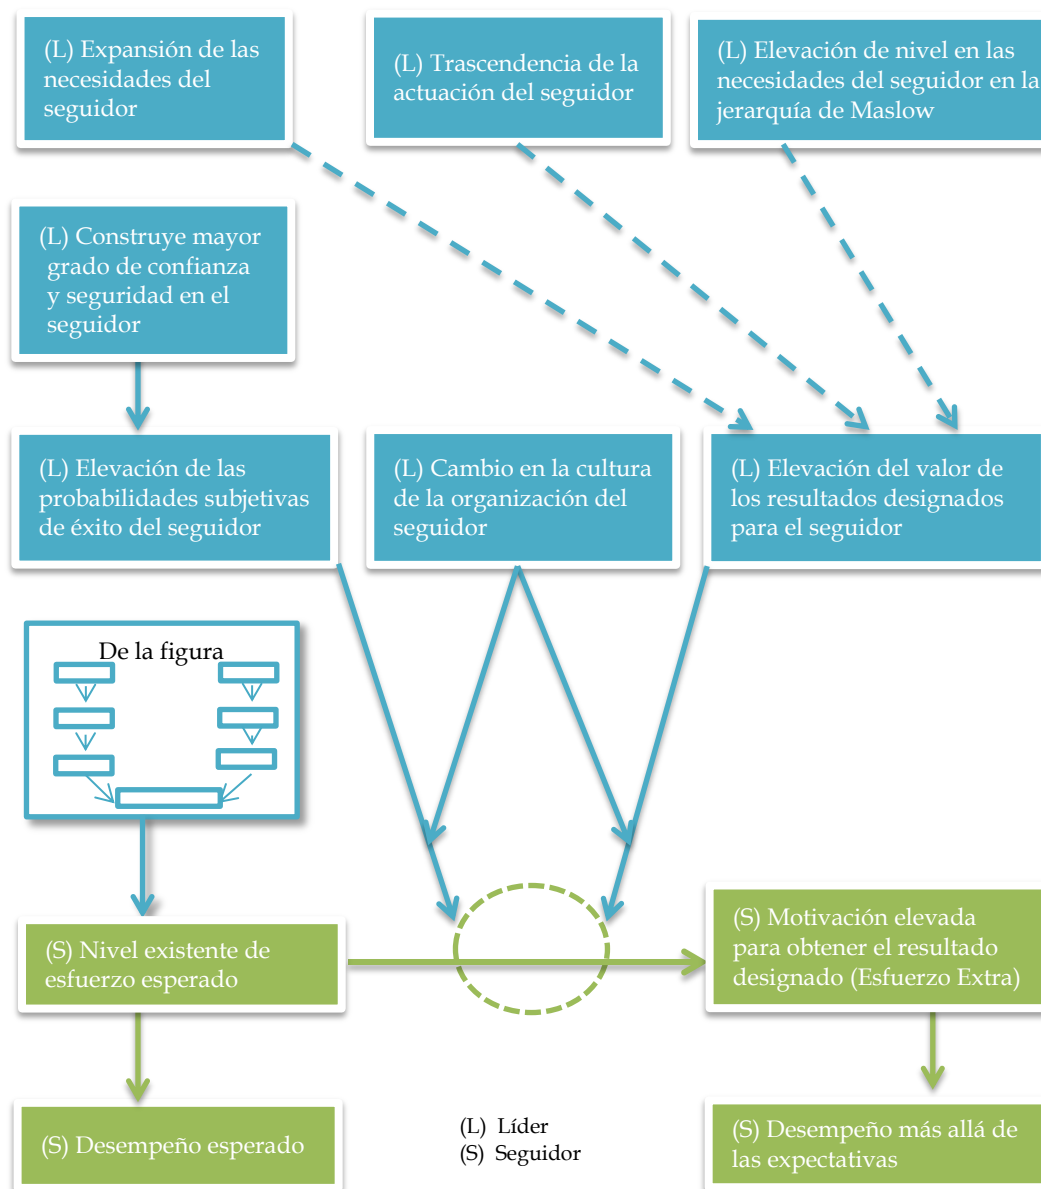 (L) Expansión de las
necesidades del
seguidor
(L) Trascendencia de la
actuación del seguidor
(L) Elevación de nivel en las
necesidades del seguidor en la
jerarquía de Maslow
(L) Construye mayor
grado de confianza
y seguridad en el
seguidor
(L) Elevación de las
probabilidades subjetivas
de éxito del seguidor
(L) Cambio en la cultura
de la organización del
seguidor
(L) Elevación del valor de
los resultados designados
para el seguidor
De la figura
(S) Nivel existente de
esfuerzo esperado
(S) Motivación elevada
para obtener el resultado
designado (Esfuerzo Extra)
(S) Desempeño esperado
(L) Líder
(S) Seguidor
(S) Desempeño más allá de
las expectativas